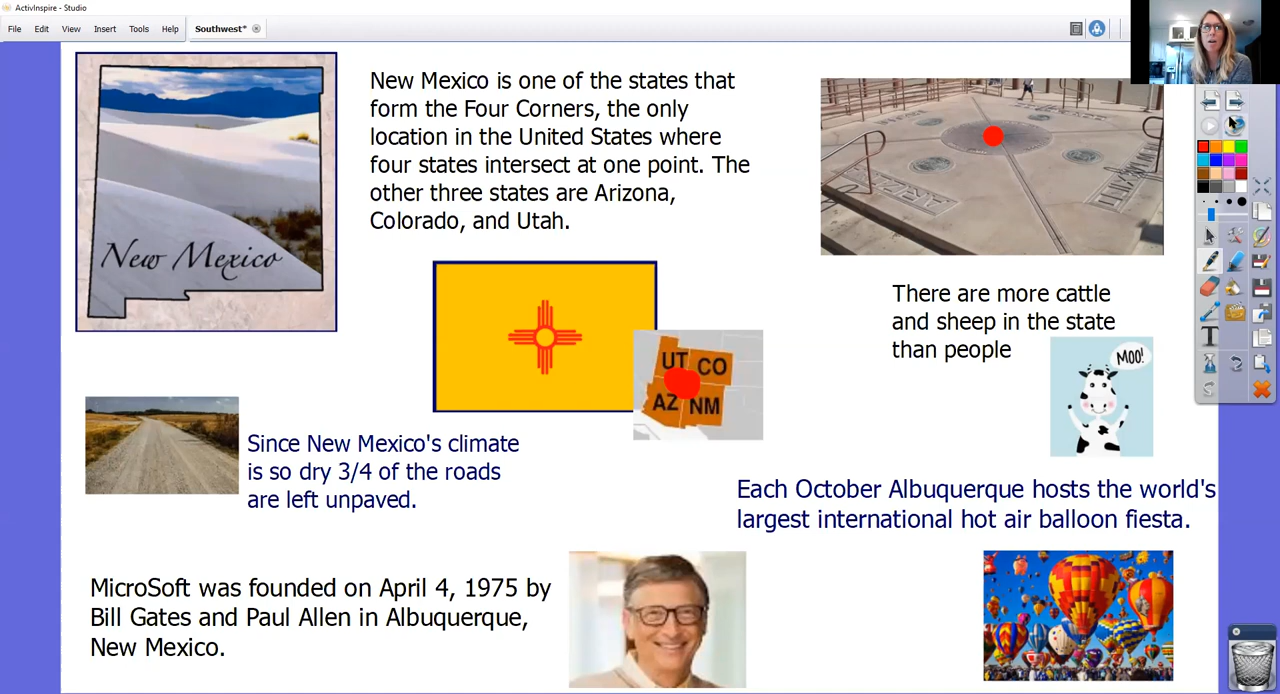 ActivInspire - Studio
File Edit View Insert Tools Help Southwest*
New Mexico
New Mexico is one of the states that
form the Four Corners, the only
location in the United States where
four states intersect at one point. The
other three states are Arizona,
Colorado, and Utah.
There are more cattle
and sheep in the state
than people
MOO!
UT CO
AZ NM
Since New Mexico's climate
is so dry 3/4 of the roads
are left unpaved.
Each October Albuquerque hosts the world's
largest international hot air balloon fiesta.
MicroSoft was founded on April 4, 1975 by
Bill Gates and Paul Allen in Albuquerque,
New Mexico.
T